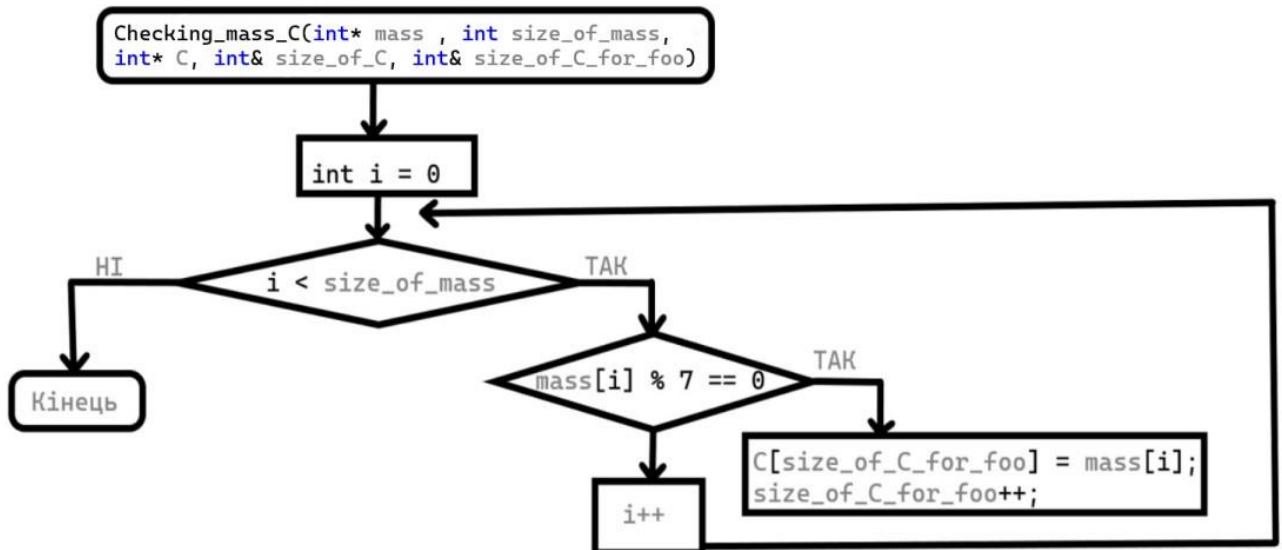 Checking_mass_C(int* mass , int size_of_mass,
int* C, int& size_of_C, int& size_of_C_for_foo)
int i = 0
НІ
i < size_of_mass
ТАК
mass[i] % 7 == 0
ТАК
Кінець
C[size_of_C_for_foo] = mass[i];
size_of_C_for_foo++;
i++